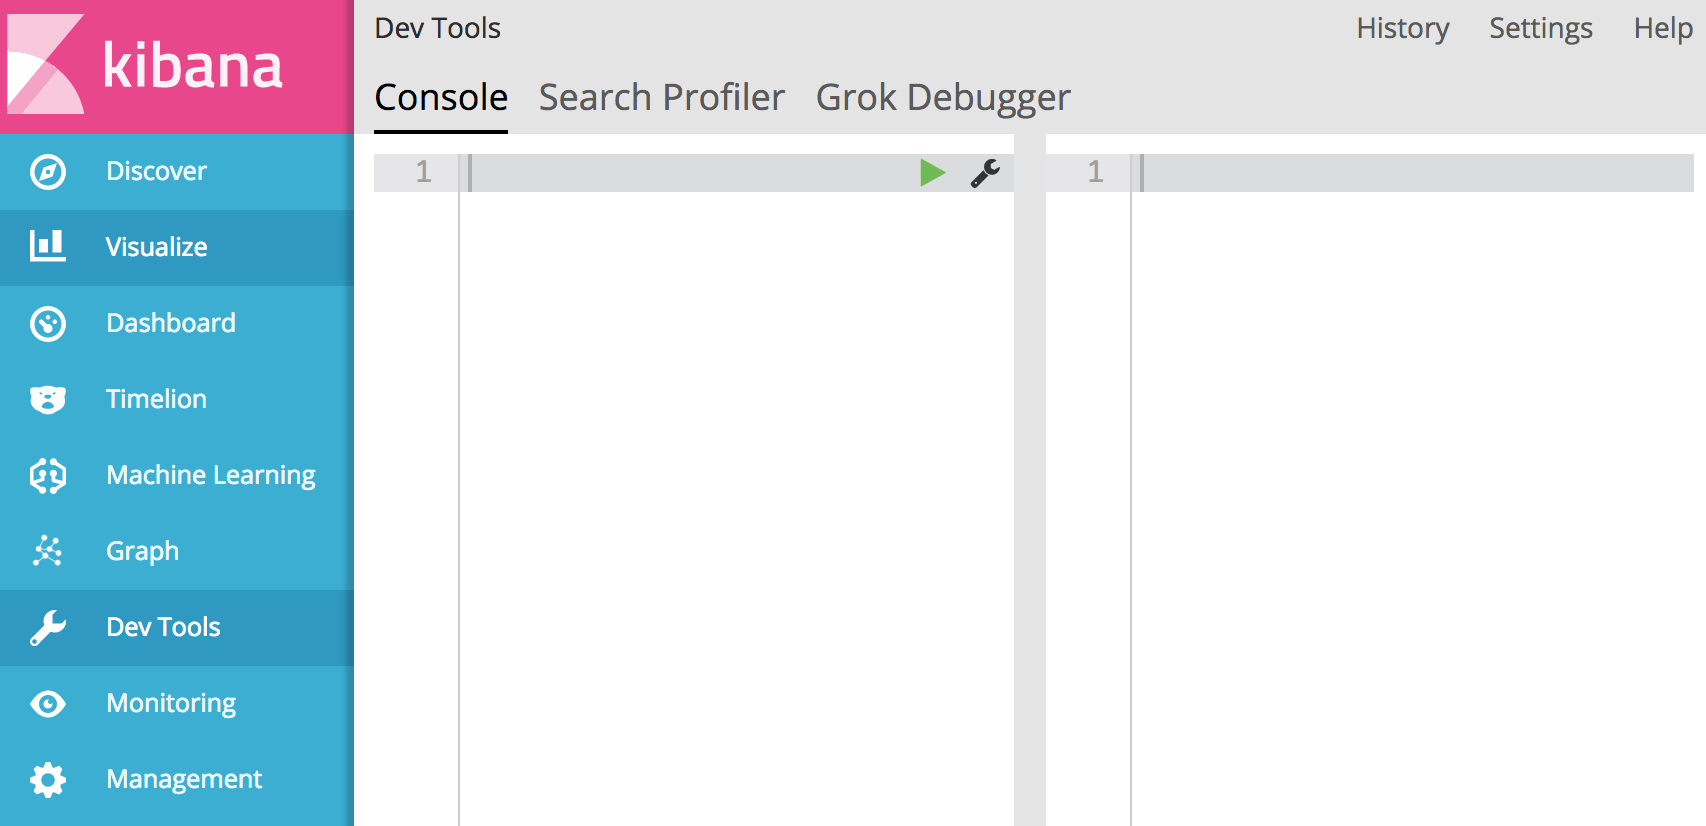 kibana
Discover
Visualize
Dashboard
Timelion
Machine Learning
Graph
Dev Tools
Monitoring
Management
Dev Tools
History Settings Help
Console Search Profiler Grok Debugger
1
1